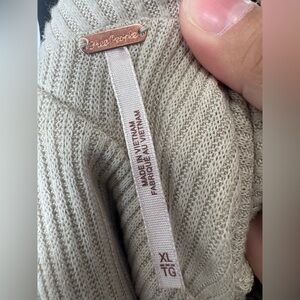 Free People
MADE IN VIETNAM
FABRIQUÉ AU VIETNAM
XL
TG